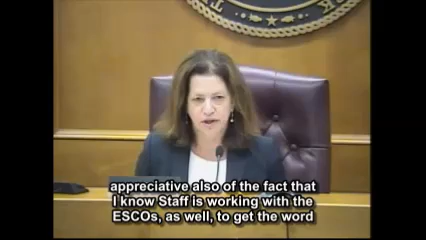 appreciative also of the fact that
I know Staff is working with the
ESCOs, as well, to get the word